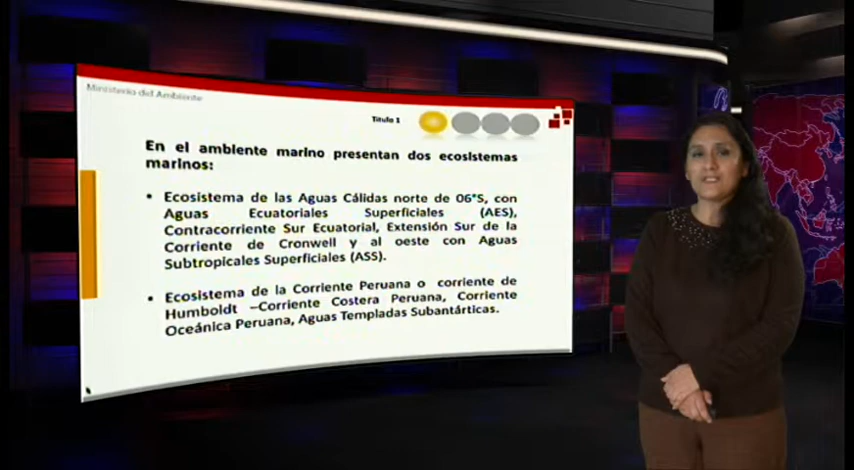 Ministerio del Ambiente
Titulo 1
En el ambiente marino presentan dos ecosistemas
marinos:
• Ecosistema de las Aguas Cálidas norte de 06°S, con
Aguas Ecuatoriales Superficiales (AES),
Contracorriente Sur Ecuatorial, Extensión Sur de la
Corriente de Cronwell y al oeste con Aguas
Subtropicales Superficiales (ASS).
• Ecosistema de la Corriente Peruana o corriente de
Humboldt –Corriente Costera Peruana, Corriente
Oceánica Peruana, Aguas Templadas Subantárticas.